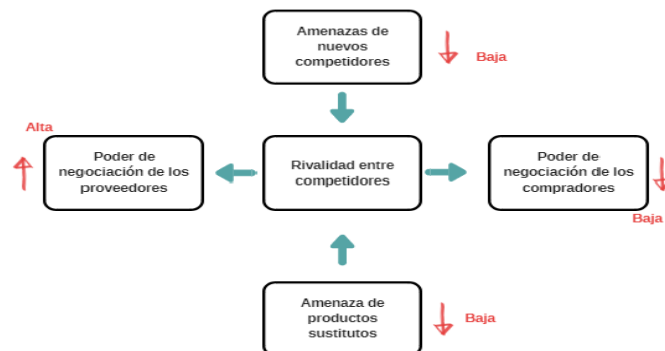 Amenazas de
nuevos
competidores
Baja
Alta
Poder de
negociación de los
proveedores
Rivalidad entre
competidores
Poder de
negociación de los
compradores
Baja
Amenaza de
productos
sustitutos
Baja